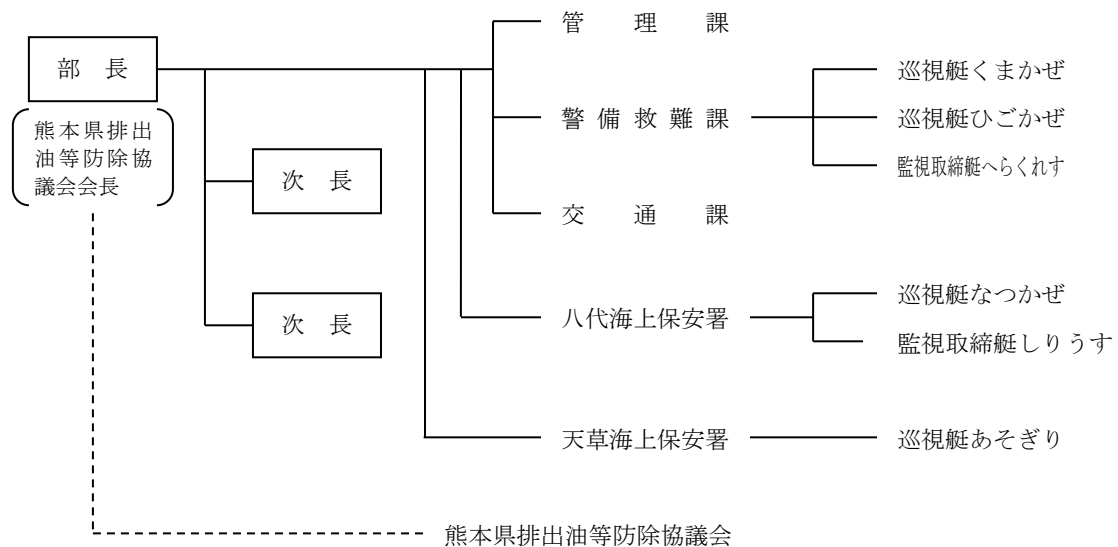 部 長
熊本県排出
油等防除協
議会会長
次 長
次 長
管 理 課
警 備 救 難 課
交 通 課
八代海上保安署
天草海上保安署
巡視艇くまかぜ
巡視艇ひごかぜ
監視取締艇へらくれす
巡視艇なつかぜ
監視取締艇しりうす
巡視艇あそぎり
熊本県排出油等防除協議会